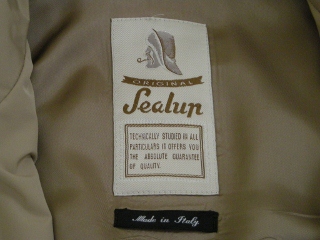 ORIGINAL
Sealup
TECHNICALLY STUDIED IN ALL
PARTICULARS IT OFFERS YOU
THE ABSOLUTE GUARANTEE
OF QUALITY.
Made in Italy